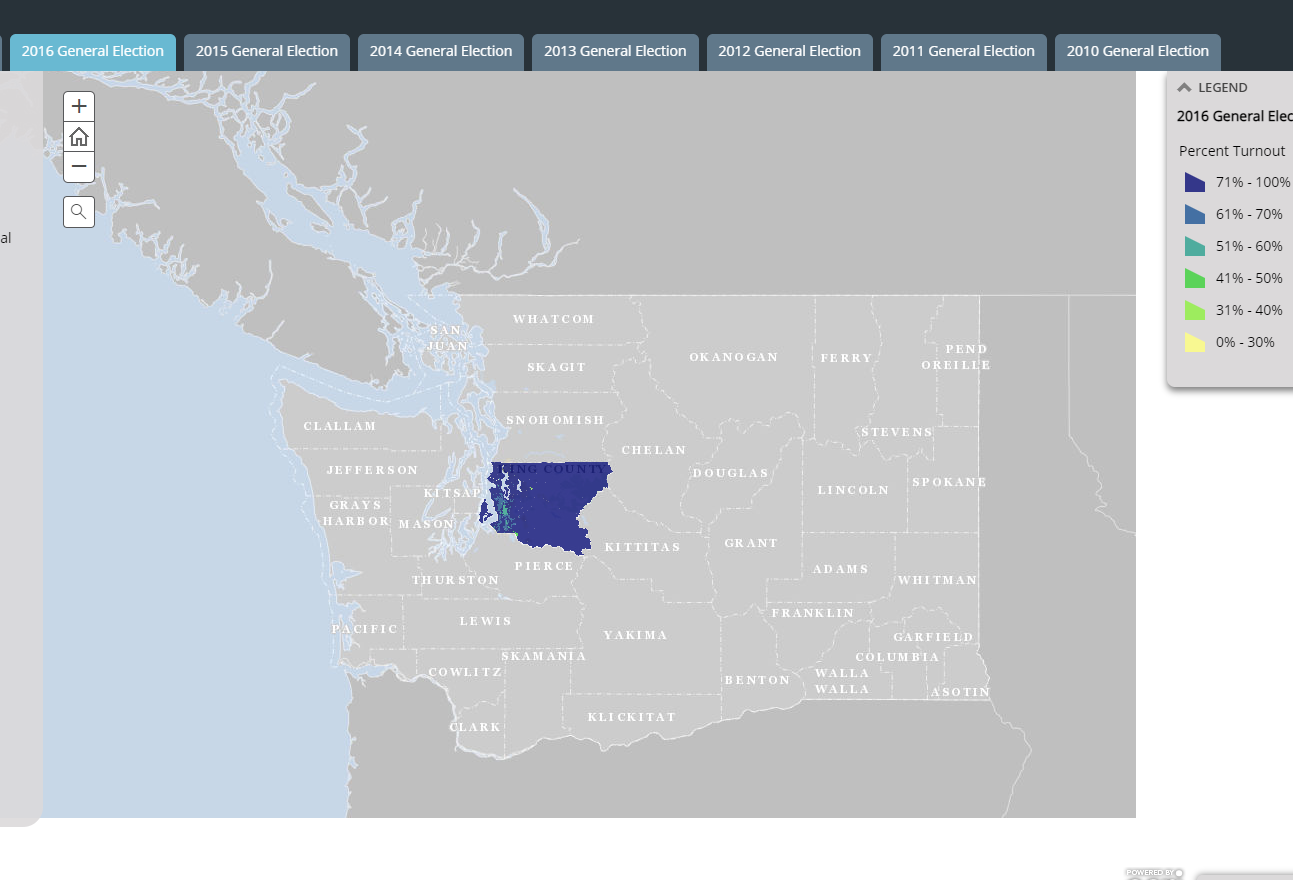 2016 General Election
2015 General Election
2014 General Election
2013 General Election
2012 General Election
2011 General Election
2010 General Election
+
−
al
LEGEND
2016 General Elec
Percent Turnout
71% - 100%
61% - 70%
51% - 60%
41% - 50%
31% - 40%
0% - 30%
WHATCOM
SAN
JUAN
SKAGIT
OKANOGAN
FERRY
PEND
OREILLE
SNOHOMISH
CLALLAM
STEVENS
CHELAN
JEFFERSON
KING COUNTY
DOUGLAS
LINCOLN
SPOKANE
KITSAP
GRAYS
HARBOR
MASON
KITTITAS
GRANT
PIERCE
ADAMS
THURSTON
WHITMAN
FRANKLIN
PACIFIC
LEWIS
YAKIMA
GARFIELD
SKAMANIA
COLUMBIA
COWLITZ
BENTON
WALLA
WALLA
ASOTIN
KLICKITAT
CLARK
POWERED BY